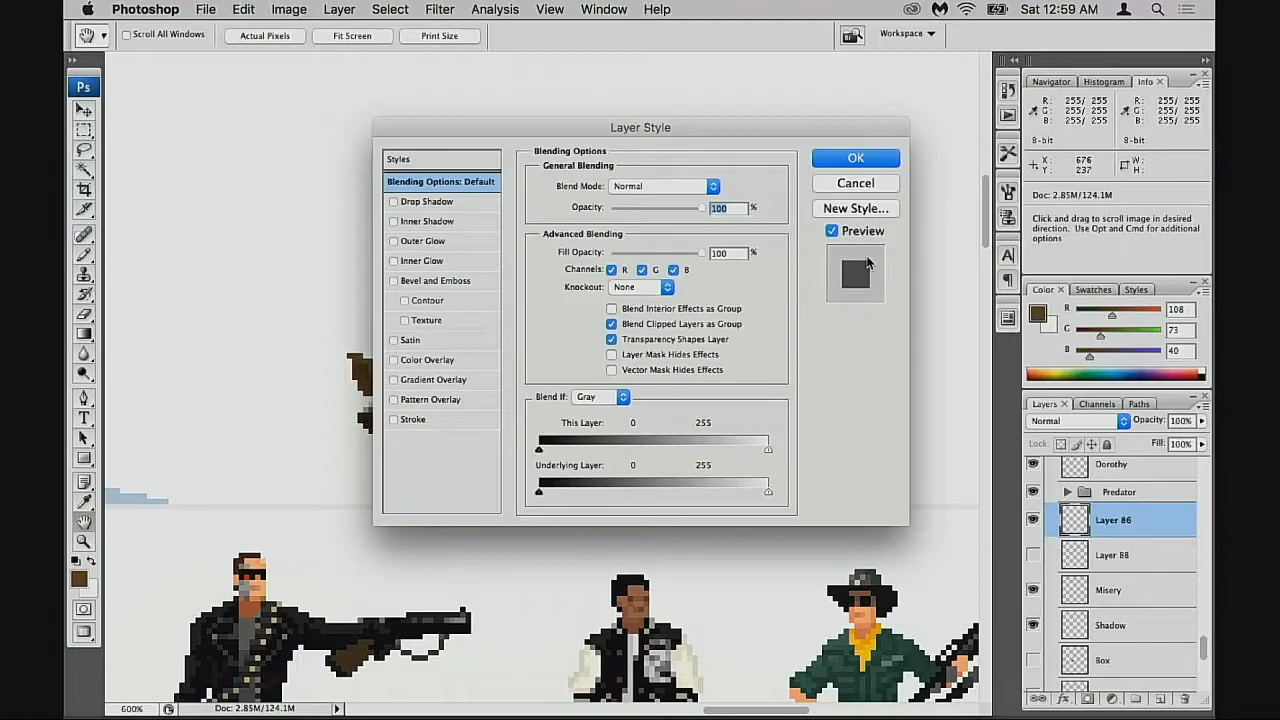 Photoshop File Edit Image Layer Select Filter Analysis View Window Help Sat 12:59 AM
Scroll All Windows Actual Pixels Fit Screen Print Size Workspace
Ps
Layer Style
Styles
Blending Options: Default
Drop Shadow
Inner Shadow
Outer Glow
Inner Glow
Bevel and Emboss
Contour
Texture
Satin
Color Overlay
Gradient Overlay
Pattern Overlay
Stroke
Blending Options
General Blending
Blend Mode: Normal
Opacity: 100 %
Advanced Blending
Fill Opacity: 100 %
Channels: R G B
Knockout: None
Blend Interior Effects as Group
Blend Clipped Layers as Group
Transparency Shapes Layer
Layer Mask Hides Effects
Vector Mask Hides Effects
Blend If: Gray
This Layer: 0 255
Underlying Layer: 0 255
OK
Cancel
New Style...
Preview
Navigator Histogram Info
R: 255/ 255 R: 255/ 255
G: 255/ 255 G: 255/ 255
B: 255/ 255 B: 255/ 255
8-bit 8-bit
X: 676 W:
Y: 237 H:
Doc: 2.85M/124.1M
Click and drag to scroll image in desired
direction. Use Opt and Cmd for additional
options
Color Swatches Styles
R 108
G 73
B 40
Layers Channels Paths
Normal Opacity: 100%
Lock: Fill: 100%
Dorothy
Predator
Layer 86
Layer 88
Misery
Shadow
Box
600% Doc: 2.85M/124.1M